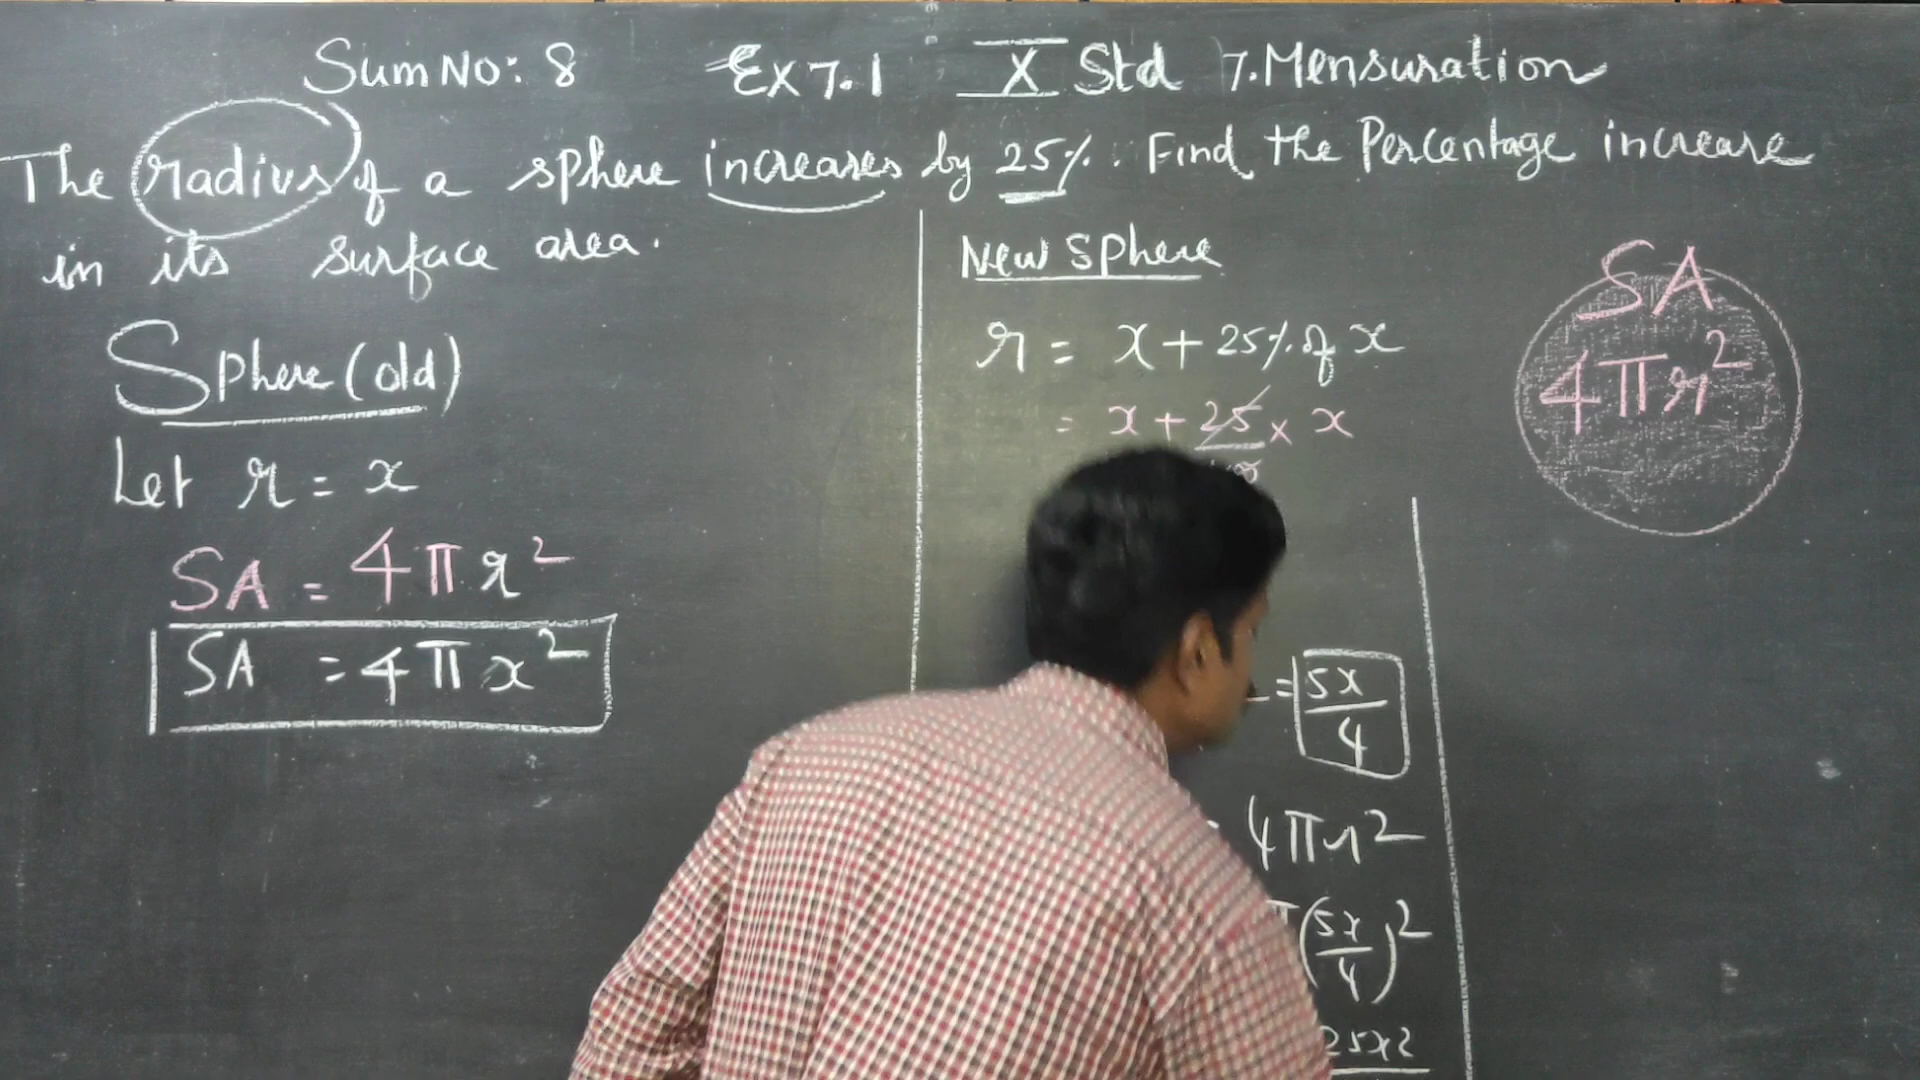 Sum No: 8 Ex 7.1 X Std 7. Mensuration
The radius of a sphere increases by 25%. Find the Percentage increase
in its surface area.
Sphere (old)
Let r = x
SA = 4πr²
SA = 4πx²
New Sphere
r = x + 25% of x
= x + 25/100 × x
= 5x/4
= 4πr²
(5x/4)²
25x2
SA
4πr²